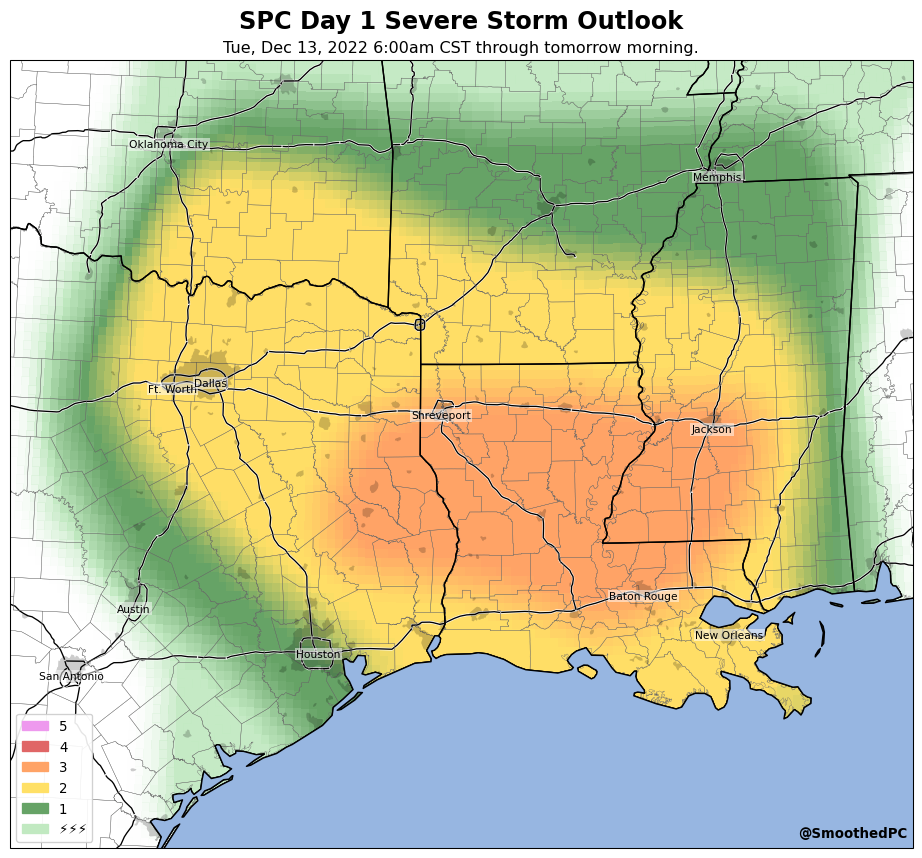 SPC Day 1 Severe Storm Outlook
Tue, Dec 13, 2022 6:00am CST through tomorrow morning.
Oklahoma City
Memphis
Dallas
Ft. Worth
Shreveport
Jackson
Baton Rouge
Austin
New Orleans
Houston
San Antonio
5
4
3
2
1
⚡⚡⚡
@SmoothedPC